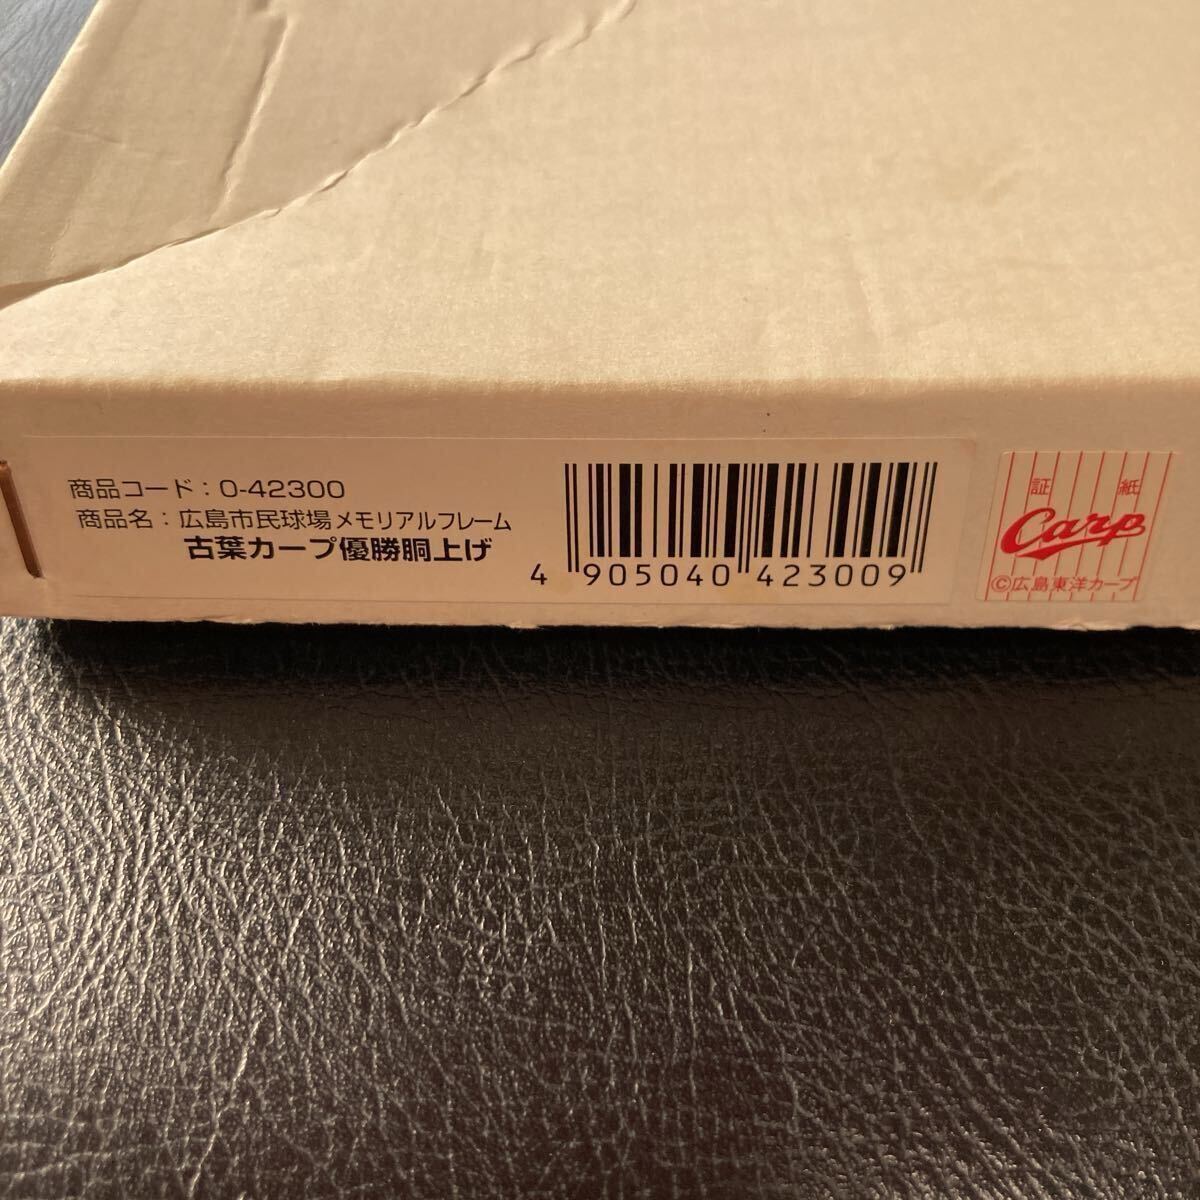 商品コード：0-42300
商品名：広島市民球場メモリアルフレーム
古葉カープ優勝胴上げ
4 905040 423009
証 紙
Carp
©広島東洋カープ